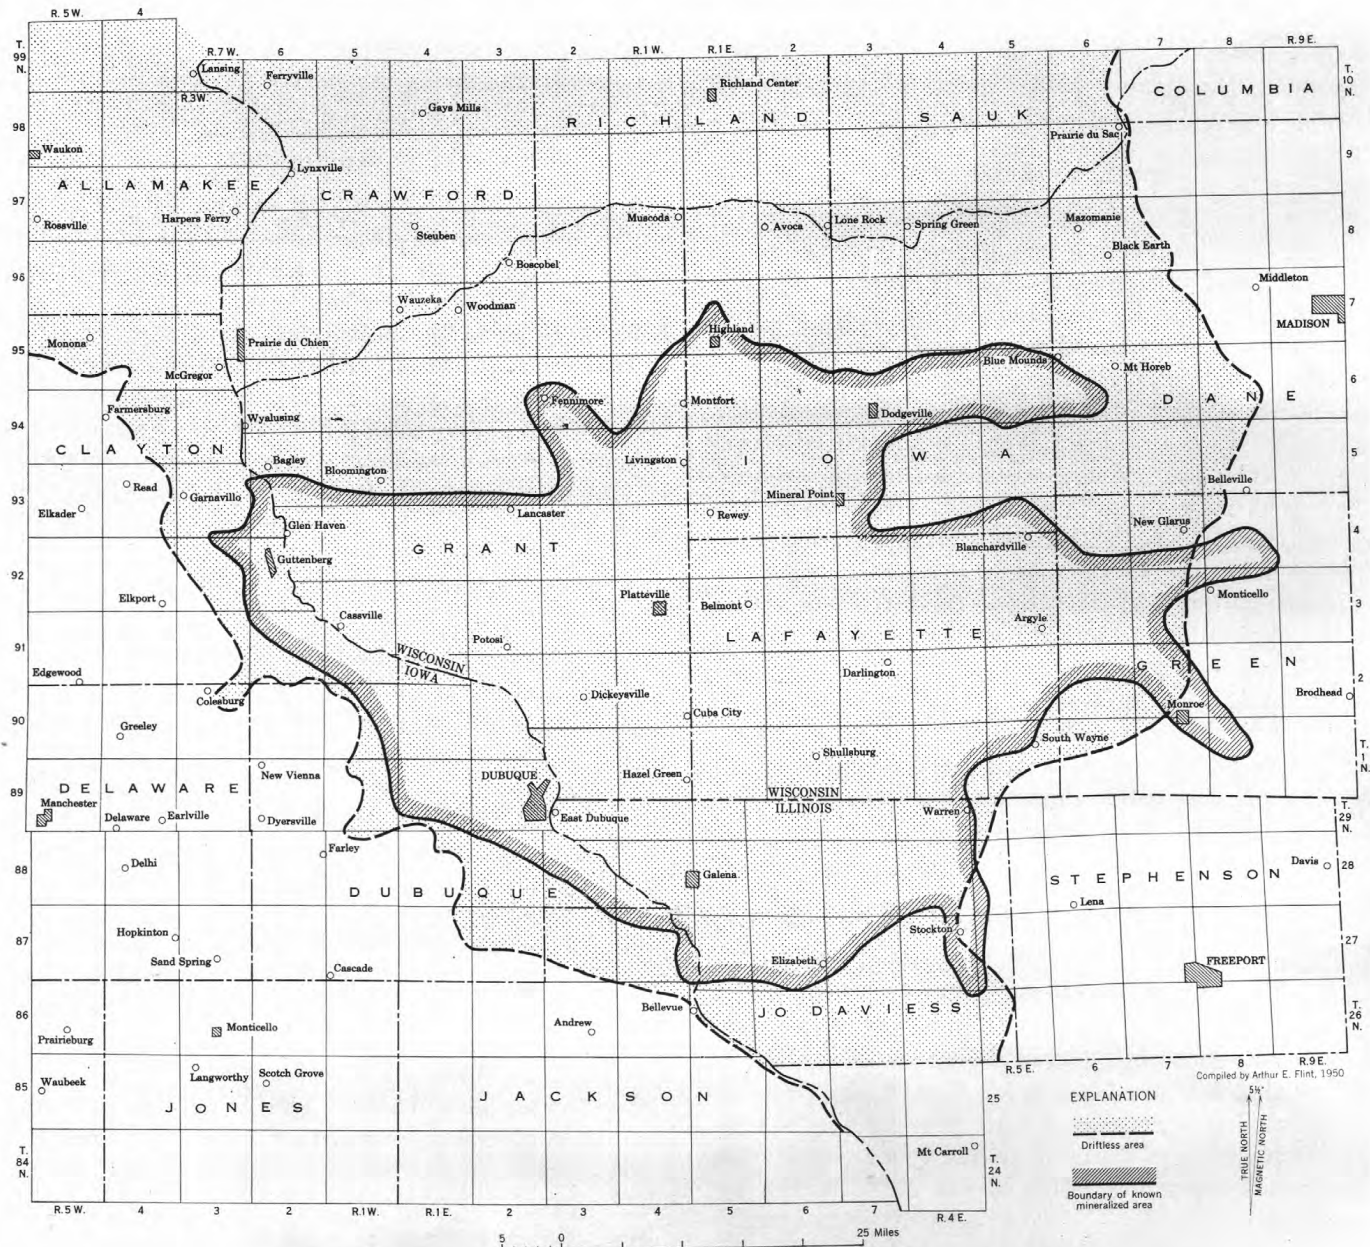 R. 5 W. 4
R.7 W. 6 5 4 3 2 R.1 W. R.1 E. 2 3 4 5 6 7 8 R.9 E.
T. 99 N.
T. 10 N.
R.3W.
Lansing
Ferryville
Gays Mills
Richland Center
COLUMBIA
RICHLAND
SAUK
Prairie du Sac
98
9
Waukon
Lynxville
ALLAMAKEE
CRAWFORD
97
Rossville
Harpers Ferry
Steuben
Muscoda
Avoca
Lone Rock
Spring Green
Mazomanie
8
Black Earth
Boscobel
96
Middleton
Wauzeka
Woodman
7
MADISON
Monona
Prairie du Chien
Highland
95
McGregor
Blue Mounds
Mt Horeb
6
Farmersburg
Wyalusing
Fennimore
Montfort
Dodgeville
DANE
94
CLAYTON
Bagley
Bloomington
Livingston
IOWA
5
Read
Garnavillo
93
Elkader
Lancaster
Rewey
Mineral Point
Belleville
4
Glen Haven
New Glarus
Blanchardville
GRANT
Guttenberg
92
Elkport
Platteville
Belmont
Monticello
3
Cassville
Argyle
Potosi
LAFAYETTE
91
WISCONSIN
IOWA
Edgewood
Darlington
GREEN
2
Colesburg
Dickeysville
Brodhead
90
Greeley
Cuba City
Monroe
South Wayne
Shullsburg
T. 1 N.
New Vienna
DUBUQUE
Hazel Green
DELAWARE
89
Manchester
WISCONSIN
ILLINOIS
Delaware
Earlville
Dyersville
East Dubuque
Warren
T. 29 N.
Farley
88
Delhi
Davis
28
DUBUQUE
Galena
STEPHENSON
Lena
87
Hopkinton
Stockton
27
Sand Spring
Cascade
Elizabeth
FREEPORT
Bellevue
JO DAVIESS
86
Andrew
T. 26 N.
Prairieburg
Monticello
R.5 E. 6 7 8 R.9 E.
Langworthy
Scotch Grove
Waubeek
Compiled by Arthur E. Flint, 1950
85
JONES
JACKSON
25
EXPLANATION
Driftless area
Boundary of known
mineralized area
5½°
TRUE NORTH
MAGNETIC NORTH
Mt Carroll
T. 84 N.
T. 24 N.
R.5 W. 4 3 2 R.1 W. R.1 E. 2 3 4 5 6 7 R.4 E.
5 0 25 Miles